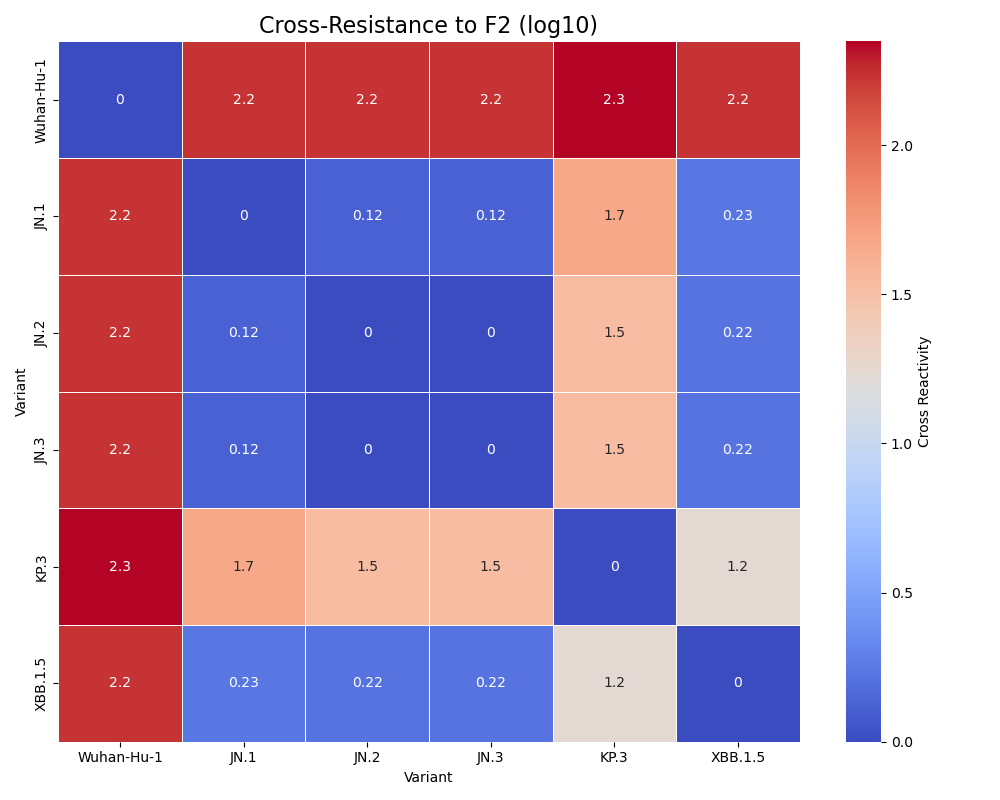 Cross-Resistance to F2 (log10)
Wuhan-Hu-1 0 2.2 2.2 2.2 2.3 2.2
JN.1 2.2 0 0.12 0.12 1.7 0.23
JN.2 2.2 0.12 0 0 1.5 0.22
JN.3 2.2 0.12 0 0 1.5 0.22
KP.3 2.3 1.7 1.5 1.5 0 1.2
XBB.1.5 2.2 0.23 0.22 0.22 1.2 0
Variant
Wuhan-Hu-1 JN.1 JN.2 JN.3 KP.3 XBB.1.5
Variant
2.0
1.5
1.0
0.5
0.0
Cross Reactivity